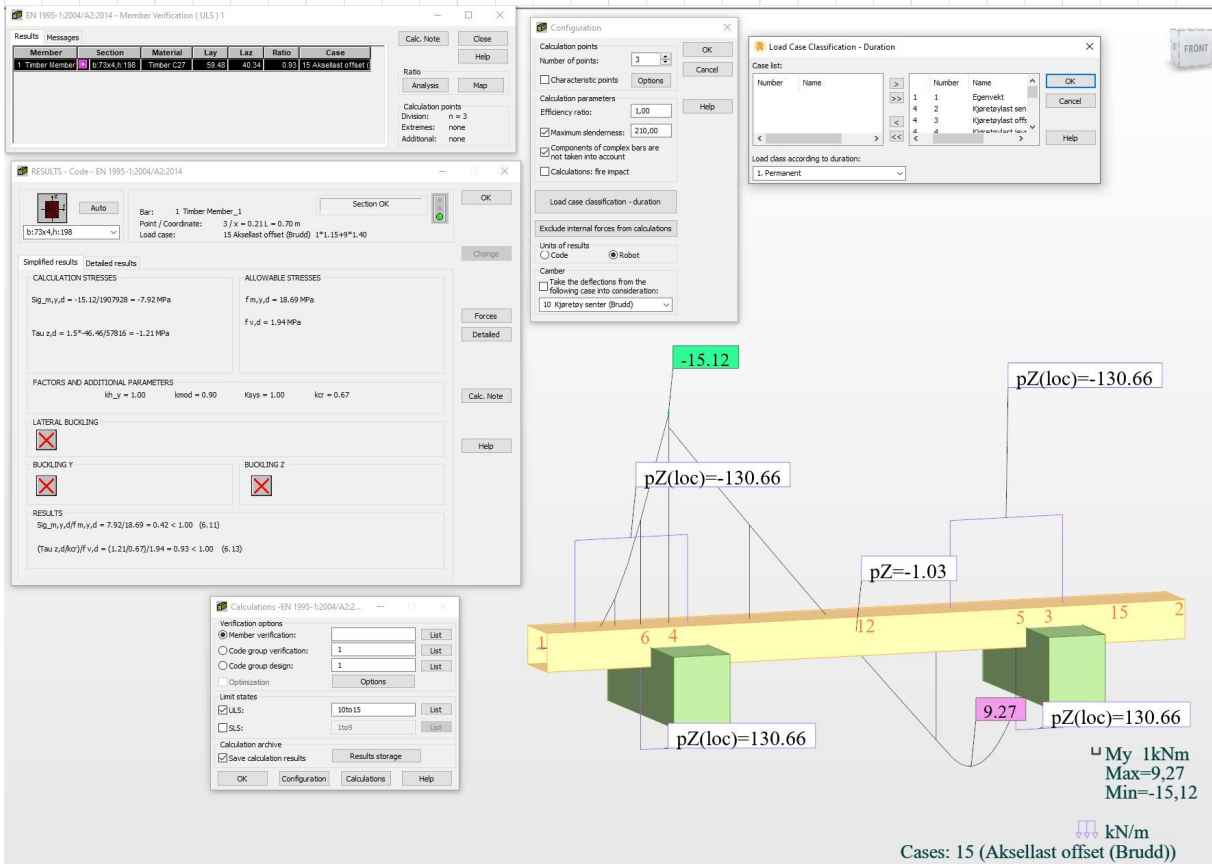 EN 1995-1:2004/A2:2014 - Member Verification ( ULS ) 1
Results Messages
Member Section Material Lay Laz Ratio Case
1 Timber Member b:73x4,h:198 Timber C27 59.48 40.34 0.93 15 Aksellast offset (
Calc. Note Close
Help
Ratio
Analysis Map
Calculation points
Division: n = 3
Extremes: none
Additional: none
Configuration
Calculation points
Number of points: 3
Characteristic points Options
Calculation parameters
Efficiency ratio: 1,00
Maximum slenderness: 210,00
Components of complex bars are
not taken into account
Calculations: fire impact
Load case classification - duration
Exclude internal forces from calculations
Units of results
Code Robot
Camber
Take the deflections from the
following case into consideration:
10 Kjøretøy senter (Brudd)
OK
Cancel
Help
R Load Case Classification - Duration
Case list:
Number Name
> >> < <<
Number Name
1 1 Egenvekt
4 2 Kjøretøylast sen
4 3 Kjøretøylast offs
4 4
OK
Cancel
Help
Load class according to duration:
1. Permanent
FRONT
RESULTS - Code - EN 1995-1:2004/A2:2014
Auto
b:73x4,h:198
Bar: 1 Timber Member_1
Point / Coordinate: 3 / x = 0.21 L = 0.70 m
Load case: 15 Aksellast offset (Brudd) 1*1.15+9*1.40
Section OK
OK
Change
Simplified results Detailed results
CALCULATION STRESSES
Sig_m,y,d = -15.12/1907928 = -7.92 MPa
Tau z,d = 1.5*-46.46/57816 = -1.21 MPa
ALLOWABLE STRESSES
f m,y,d = 18.69 MPa
f v,d = 1.94 MPa
Forces
Detailed
FACTORS AND ADDITIONAL PARAMETERS
kh_y = 1.00 kmod = 0.90 Ksys = 1.00 kcr = 0.67
Calc. Note
LATERAL BUCKLING
Help
BUCKLING Y BUCKLING Z
RESULTS
Sig_m,y,d/f m,y,d = 7.92/18.69 = 0.42 < 1.00 (6.11)
(Tau z,d/kcr)/f v,d = (1.21/0.67)/1.94 = 0.93 < 1.00 (6.13)
Calculations -EN 1995-1:2004/A2:2...
Verification options
Member verification: List
Code group verification: 1 List
Code group design: 1 List
Optimization Options
Limit states
ULS: 10to15 List
SLS: 1to9 List
Calculation archive
Save calculation results Results storage
OK Configuration Calculations Help
-15.12
pZ(loc)=-130.66
pZ(loc)=-130.66
pZ=-1.03
1 6 4 12 5 3 15 2
9.27
pZ(loc)=130.66
pZ(loc)=130.66
My 1kNm
Max=9,27
Min=-15,12
kN/m
Cases: 15 (Aksellast offset (Brudd))